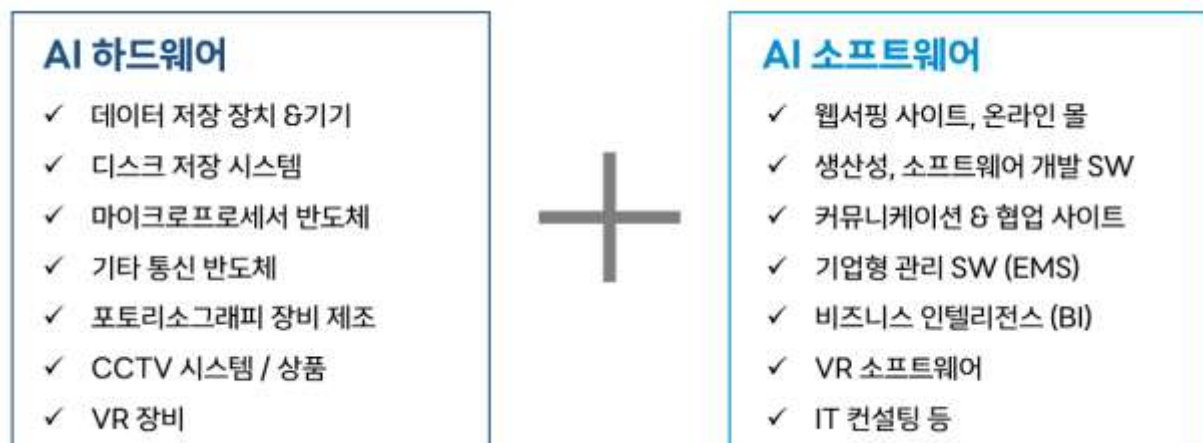 AI 하드웨어
✓ 데이터 저장 장치 &기기
✓ 디스크 저장 시스템
✓ 마이크로프로세서 반도체
✓ 기타 통신 반도체
✓ 포토리소그래피 장비 제조
✓ CCTV 시스템 / 상품
✓ VR 장비
AI 소프트웨어
✓ 웹서핑 사이트, 온라인 몰
✓ 생산성, 소프트웨어 개발 SW
✓ 커뮤니케이션 & 협업 사이트
✓ 기업형 관리 SW (EMS)
✓ 비즈니스 인텔리전스 (BI)
✓ VR 소프트웨어
✓ IT 컨설팅 등